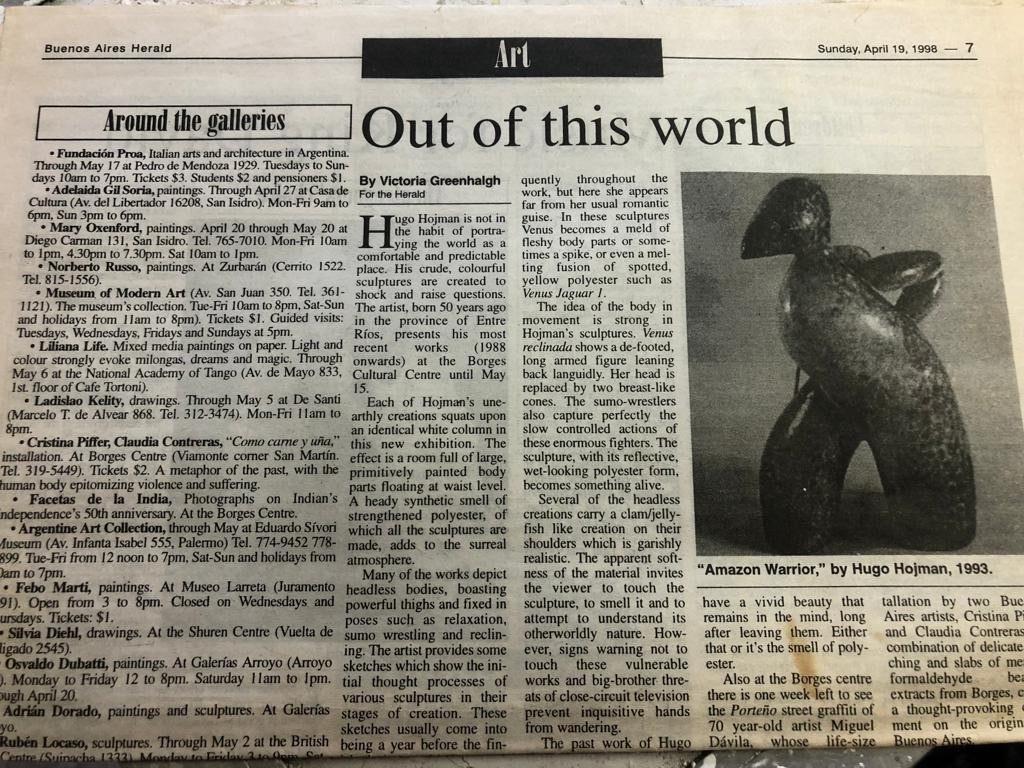 Buenos Aires Herald
Art
Sunday, April 19, 1998 — 7
Around the galleries
• Fundación Proa, Italian arts and architecture in Argentina.
Through May 17 at Pedro de Mendoza 1929. Tuesdays to Sun-
days 10am to 7pm. Tickets $3. Students $2 and pensioners $1.
• Adelaida Gil Soria, paintings. Through April 27 at Casa de
Cultura (Av. del Libertador 16208, San Isidro). Mon-Fri 9am to
6pm, Sun 3pm to 6pm.
• Mary Oxenford, paintings. April 20 through May 20 at
Diego Carman 131, San Isidro. Tel. 765-7010. Mon-Fri 10am
to 1pm, 4.30pm to 7.30pm. Sat 10am to 1pm.
• Norberto Russo, paintings. At Zurbarán (Cerrito 1522.
Tel. 815-1556).
• Museum of Modern Art (Av. San Juan 350. Tel. 361-
1121). The museum's collection. Tue-Fri 10am to 8pm, Sat-Sun
and holidays from 11am to 8pm). Tickets $1. Guided visits:
Tuesdays, Wednesdays, Fridays and Sundays at 5pm.
• Liliana Life. Mixed media paintings on paper. Light and
colour strongly evoke milongas, dreams and magic. Through
May 6 at the National Academy of Tango (Av. de Mayo 833,
1st. floor of Cafe Tortoni).
• Ladislao Kelity, drawings. Through May 5 at De Santi
(Marcelo T. de Alvear 868. Tel. 312-3474). Mon-Fri 11am to
8pm.
• Cristina Piffer, Claudia Contreras, "Como carne y uña,"
installation. At Borges Centre (Viamonte corner San Martín.
Tel. 319-5449). Tickets $2. A metaphor of the past, with the
human body epitomizing violence and suffering.
• Facetas de la India, Photographs on Indian's
independence's 50th anniversary. At the Borges Centre.
• Argentine Art Collection, through May at Eduardo Sívori
Museum (Av. Infanta Isabel 555, Palermo) Tel. 774-9452 778-
899. Tue-Fri from 12 noon to 7pm, Sat-Sun and holidays from
0am to 7pm.
• Febo Marti, paintings. At Museo Larreta (Juramento
91). Open from 3 to 8pm. Closed on Wednesdays and
ursdays. Tickets: $1.
• Silvia Diehl, drawings. At the Shuren Centre (Vuelta de
ligado 2545).
Osvaldo Dubatti, paintings. At Galerías Arroyo (Arroyo
). Monday to Friday 12 to 8pm. Saturday 11am to 1pm.
ough April 20.
Adrián Dorado, paintings and sculptures. At Galerías
yo.
Rubén Locaso, sculptures. Through May 2 at the British
Centre (Suipacha 1333). Monday to Friday 3 to 9pm, Sat-
Out of this world
By Victoria Greenhalgh
For the Herald
Hugo Hojman is not in
the habit of portra-
ying the world as a
comfortable and predictable
place. His crude, colourful
sculptures are created to
shock and raise questions.
The artist, born 50 years ago
in the province of Entre
Ríos, presents his most
recent works (1988
onwards) at the Borges
Cultural Centre until May
15.
Each of Hojman's une-
arthly creations squats upon
an identical white column in
this new exhibition. The
effect is a room full of large,
primitively painted body
parts floating at waist level.
A heady synthetic smell of
strengthened polyester, of
which all the sculptures are
made, adds to the surreal
atmosphere.
Many of the works depict
headless bodies, boasting
powerful thighs and fixed in
poses such as relaxation,
sumo wrestling and reclin-
ing. The artist provides some
sketches which show the ini-
tial thought processes of
various sculptures in their
stages of creation. These
sketches usually come into
being a year before the fin-
quently throughout the
work, but here she appears
far from her usual romantic
guise. In these sculptures
Venus becomes a meld of
fleshy body parts or some-
times a spike, or even a mel-
ting fusion of spotted,
yellow polyester such as
Venus Jaguar 1.
The idea of the body in
movement is strong in
Hojman's sculptures. Venus
reclinada shows a de-footed,
long armed figure leaning
back languidly. Her head is
replaced by two breast-like
cones. The sumo-wrestlers
also capture perfectly the
slow controlled actions of
these enormous fighters. The
sculpture, with its reflective,
wet-looking polyester form,
becomes something alive.
Several of the headless
creations carry a clam/jelly-
fish like creation on their
shoulders which is garishly
realistic. The apparent soft-
ness of the material invites
the viewer to touch the
sculpture, to smell it and to
attempt to understand its
otherworldly nature. How-
ever, signs warning not to
touch these vulnerable
works and big-brother thre-
ats of close-circuit television
prevent inquisitive hands
from wandering.
The past work of Hugo
"Amazon Warrior," by Hugo Hojman, 1993.
have a vivid beauty that
remains in the mind, long
after leaving them. Either
that or it's the smell of poly-
ester.
Also at the Borges centre
there is one week left to see
the Porteño street graffiti of
70 year-old artist Miguel
Dávila, whose life-size
tallation by two Bue
Aires artists, Cristina Pi
and Claudia Contreras
combination of delicate
ching and slabs of me
formaldehyde bea
extracts from Borges, c
a thought-provoking c
ment on the origin
Buenos Aires.